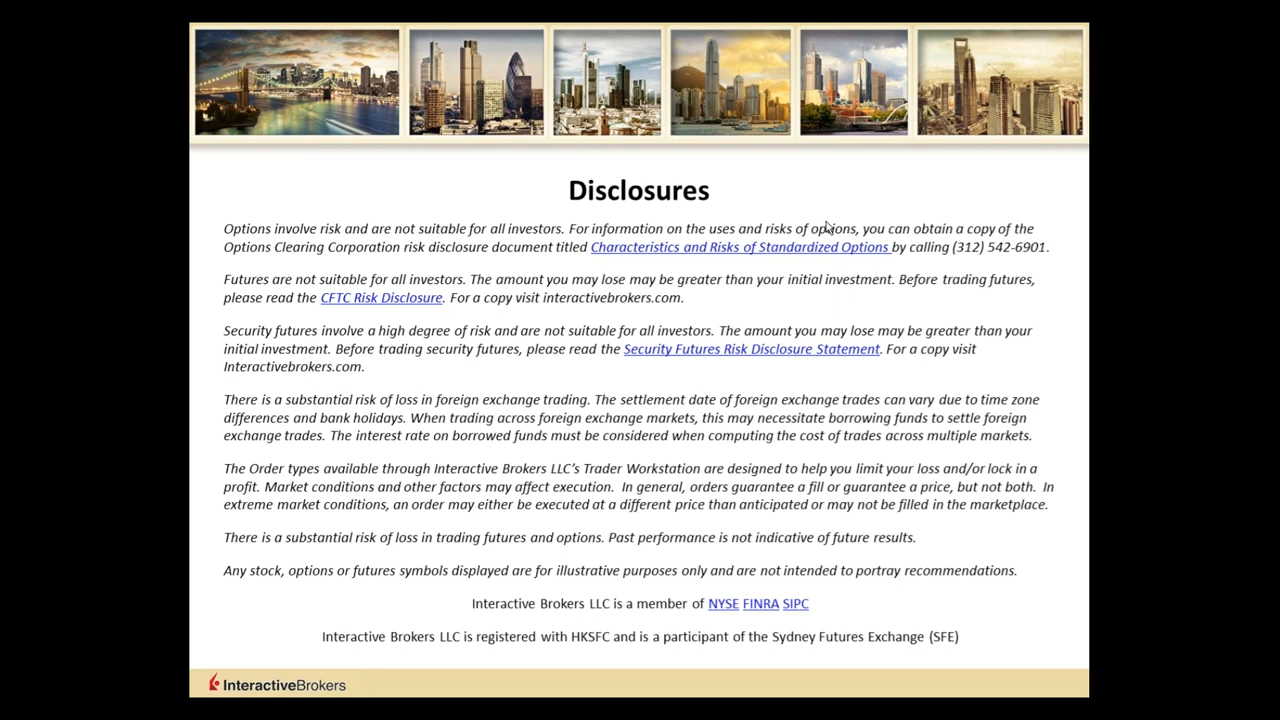 Disclosures
Options involve risk and are not suitable for all investors. For information on the uses and risks of options, you can obtain a copy of the
Options Clearing Corporation risk disclosure document titled Characteristics and Risks of Standardized Options by calling (312) 542-6901.
Futures are not suitable for all investors. The amount you may lose may be greater than your initial investment. Before trading futures,
please read the CFTC Risk Disclosure. For a copy visit interactivebrokers.com.
Security futures involve a high degree of risk and are not suitable for all investors. The amount you may lose may be greater than your
initial investment. Before trading security futures, please read the Security Futures Risk Disclosure Statement. For a copy visit
Interactivebrokers.com.
There is a substantial risk of loss in foreign exchange trading. The settlement date of foreign exchange trades can vary due to time zone
differences and bank holidays. When trading across foreign exchange markets, this may necessitate borrowing funds to settle foreign
exchange trades. The interest rate on borrowed funds must be considered when computing the cost of trades across multiple markets.
The Order types available through Interactive Brokers LLC's Trader Workstation are designed to help you limit your loss and/or lock in a
profit. Market conditions and other factors may affect execution. In general, orders guarantee a fill or guarantee a price, but not both. In
extreme market conditions, an order may either be executed at a different price than anticipated or may not be filled in the marketplace.
There is a substantial risk of loss in trading futures and options. Past performance is not indicative of future results.
Any stock, options or futures symbols displayed are for illustrative purposes only and are not intended to portray recommendations.
Interactive Brokers LLC is a member of NYSE FINRA SIPC
Interactive Brokers LLC is registered with HKSFC and is a participant of the Sydney Futures Exchange (SFE)
InteractiveBrokers